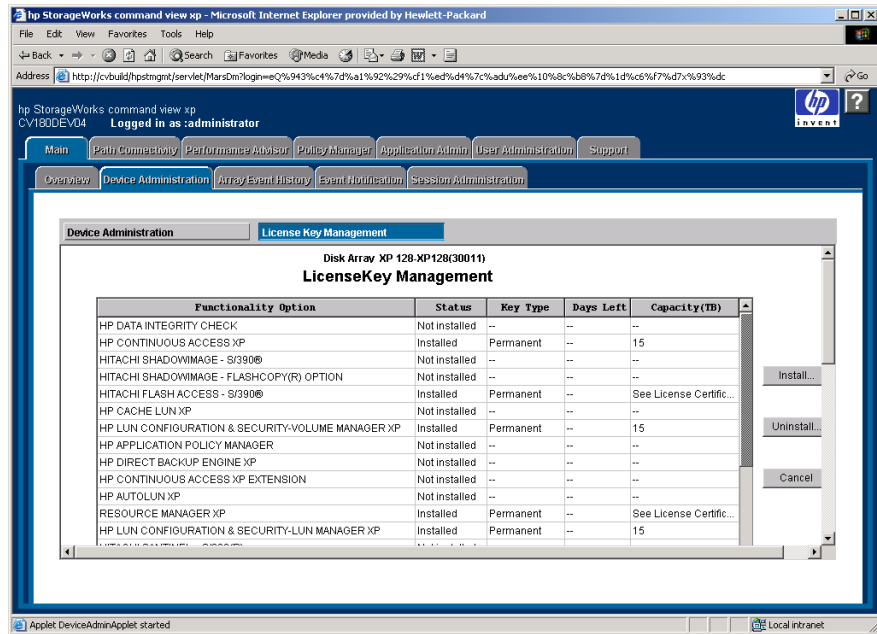 hp StorageWorks command view xp - Microsoft Internet Explorer provided by Hewlett-Packard
File Edit View Favorites Tools Help
Back Search Favorites Media
Address http://cvbuild/hpstmgmt/servlet/MarsDm?login=eQ%943%c4%7d%a1%92%29%cf1%ed%d4%7c%adu%ee%10%8c%b8%7d%1d%c6%f7%d7x%93%dc Go
hp StorageWorks command view xp
CV180DEV04 Logged in as :administrator
hp
invent
?
Main Path Connectivity Performance Advisor Policy Manager Application Admin User Administration Support
Overview Device Administration Array Event History Event Notification Session Administration
Device Administration License Key Management
Disk Array XP 128-XP128(30011)
LicenseKey Management
Functionality Option Status Key Type Days Left Capacity(TB)
HP DATA INTEGRITY CHECK Not installed -- -- --
HP CONTINUOUS ACCESS XP Installed Permanent -- 15
HITACHI SHADOWIMAGE - S/390® Not installed -- -- --
HITACHI SHADOWIMAGE - FLASHCOPY(R) OPTION Not installed -- -- --
HITACHI FLASH ACCESS - S/390® Installed Permanent -- See License Certific...
HP CACHE LUN XP Not installed -- -- --
HP LUN CONFIGURATION & SECURITY-VOLUME MANAGER XP Installed Permanent -- 15
HP APPLICATION POLICY MANAGER Not installed -- -- --
HP DIRECT BACKUP ENGINE XP Not installed -- -- --
HP CONTINUOUS ACCESS XP EXTENSION Not installed -- -- --
HP AUTOLUN XP Not installed -- -- --
RESOURCE MANAGER XP Installed Permanent -- See License Certific...
HP LUN CONFIGURATION & SECURITY-LUN MANAGER XP Installed Permanent -- 15
Install...
Uninstall...
Cancel
Applet DeviceAdminApplet started Local intranet